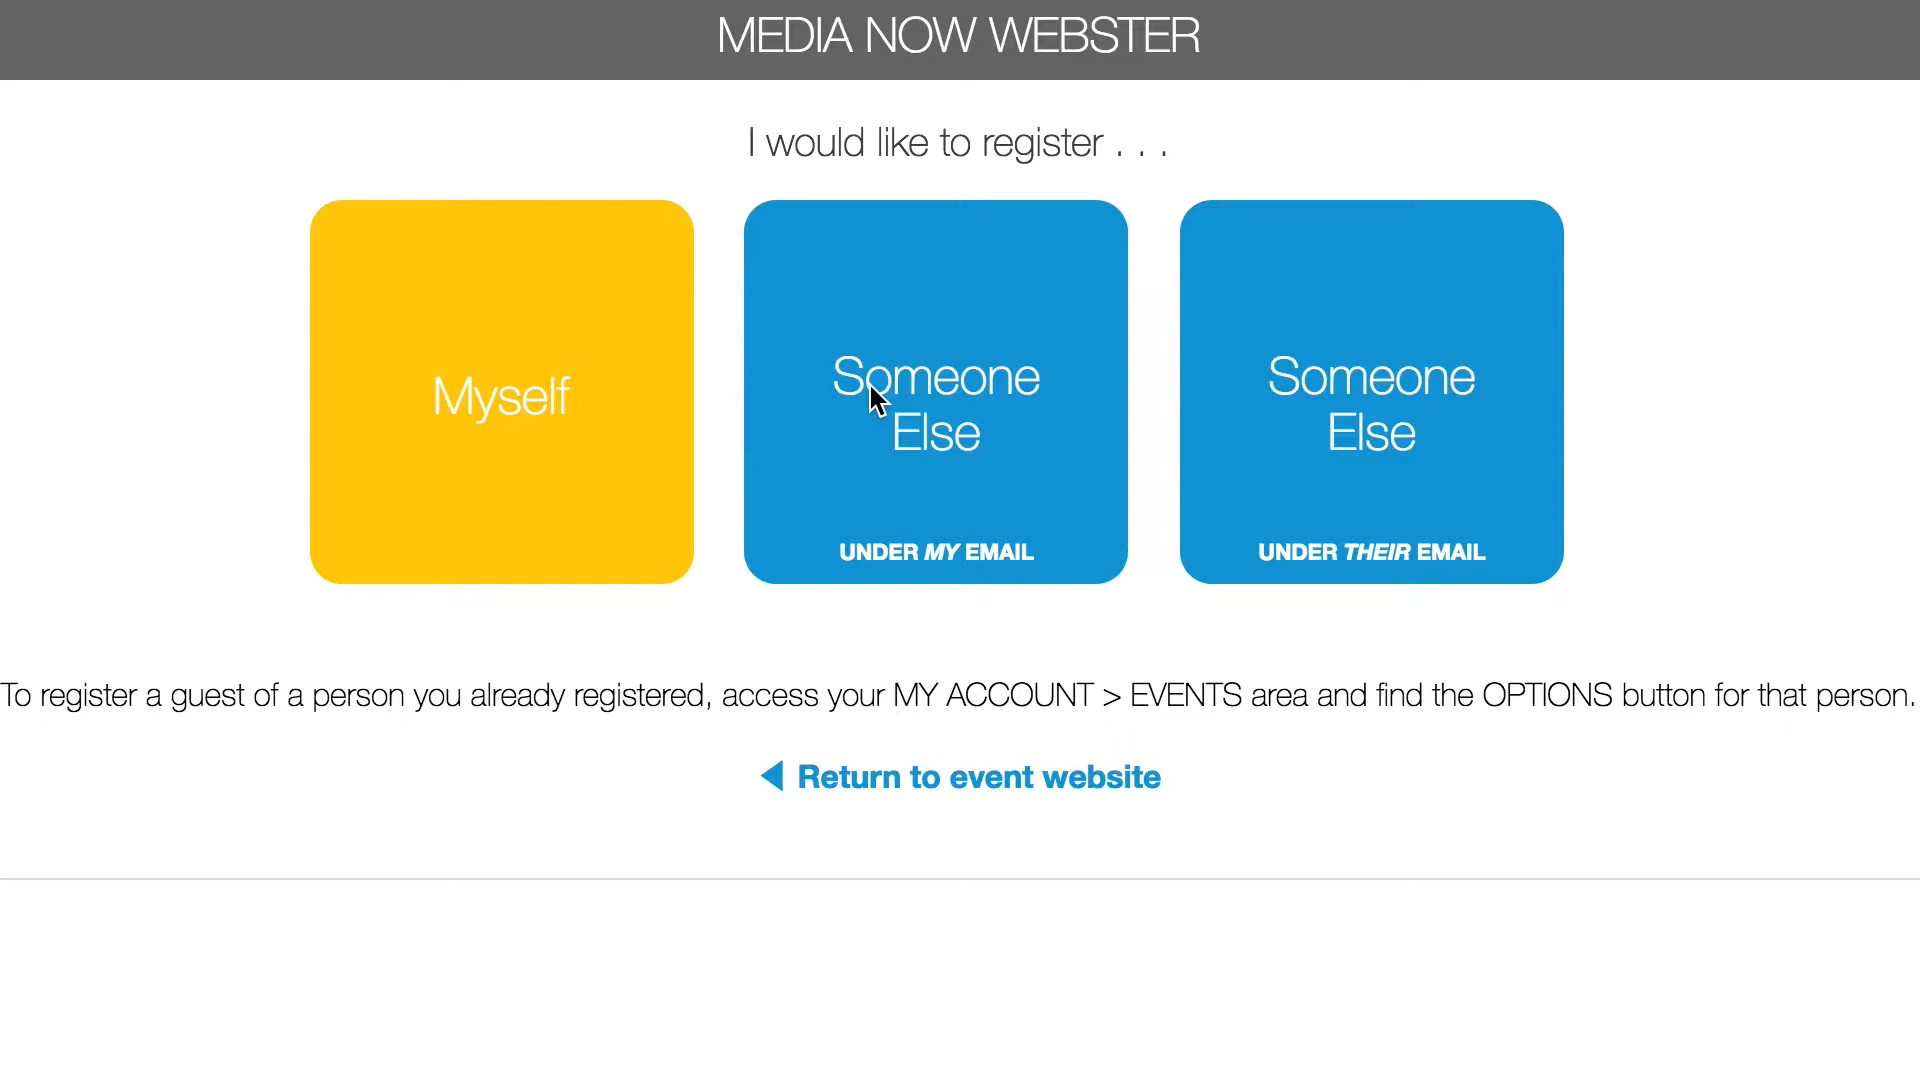 MEDIA NOW WEBSTER
I would like to register . . .
Myself
Someone
Else
UNDER MY EMAIL
Someone
Else
UNDER THEIR EMAIL
To register a guest of a person you already registered, access your MY ACCOUNT > EVENTS area and find the OPTIONS button for that person.
Return to event website